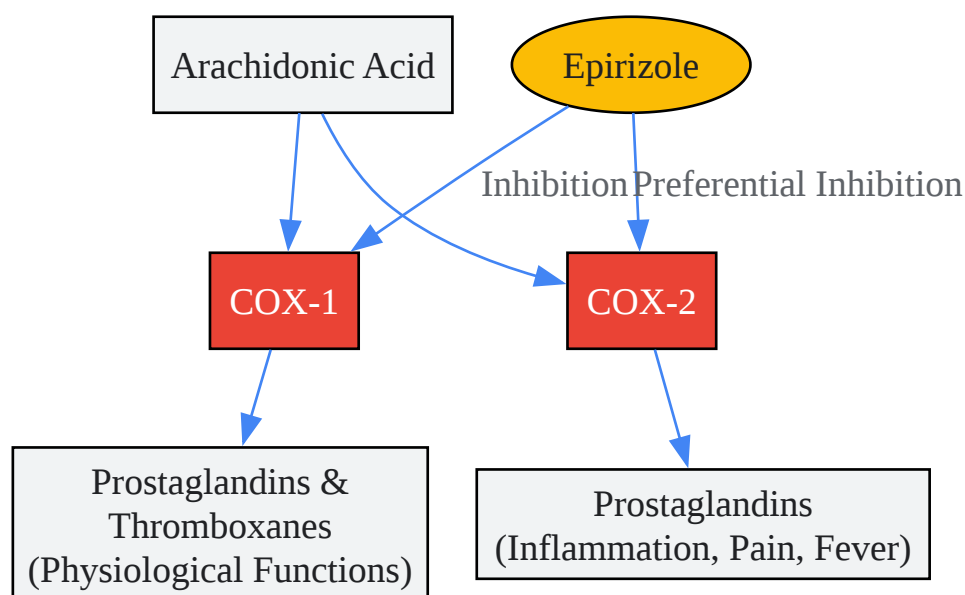 Arachidonic Acid
Epirizole
Inhibition
Preferential Inhibition
COX-1
COX-2
Prostaglandins &
Thromboxanes
(Physiological Functions)
Prostaglandins
(Inflammation, Pain, Fever)